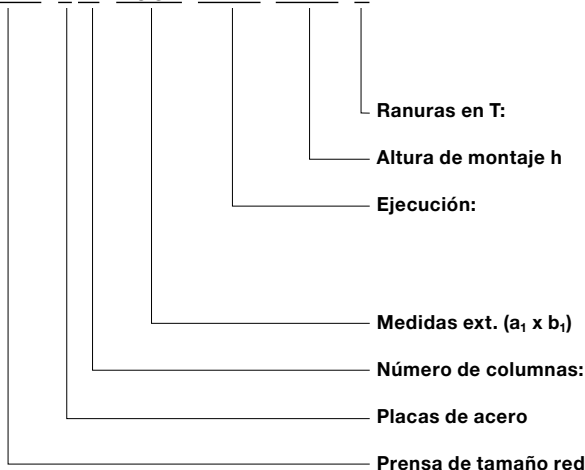 Ranuras en T:
Altura de montaje h
Ejecución:
Medidas ext. (a₁ x b₁)
Número de columnas:
Placas de acero
Prensa de tamaño red